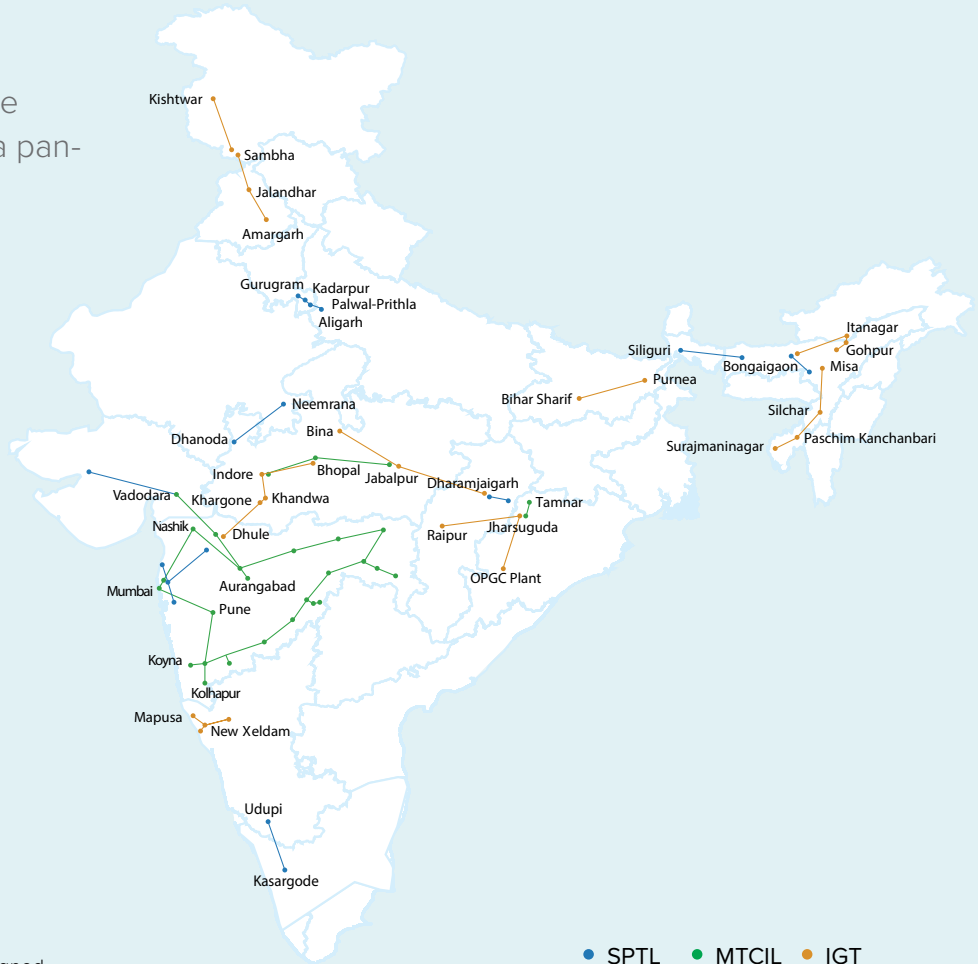 e
a pan-
Kishtwar
Sambha
Jalandhar
Amargarh
Gurugram
Kadarpur
Palwal-Prithla
Aligarh
Itanagar
Siliguri
Gohpur
Bongaigaon
Misa
Purnea
Bihar Sharif
Neemrana
Silchar
Bina
Dhanoda
Paschim Kanchanbari
Surajmaninagar
Indore
Bhopal
Jabalpur
Dharamjaigarh
Vadodara
Khargone
Khandwa
Tamnar
Nashik
Dhule
Raipur
Jharsuguda
OPGC Plant
Aurangabad
Mumbai
Pune
Koyna
Kolhapur
Mapusa
New Xeldam
Udupi
Kasargode
SPTL
MTCIL
IGT